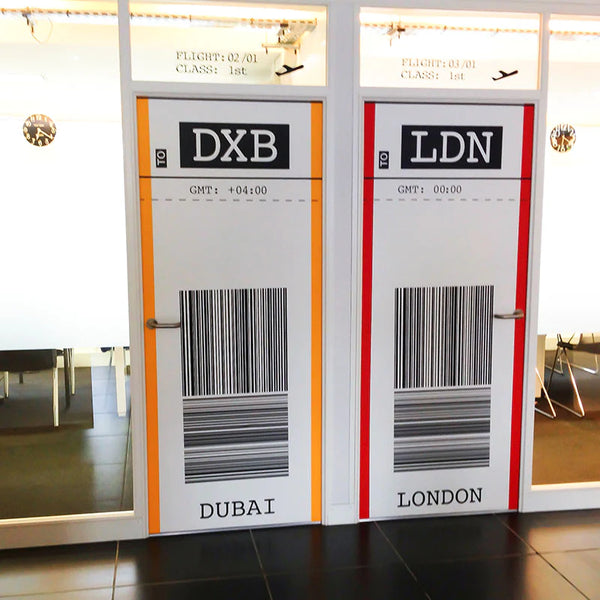 FLIGHT:02/01
CLASS: 1st
TO
DXB
GMT: +04:00
DUBAI
FLIGHT:03/01
CLASS: 1st
TO
LDN
GMT: 00:00
LONDON